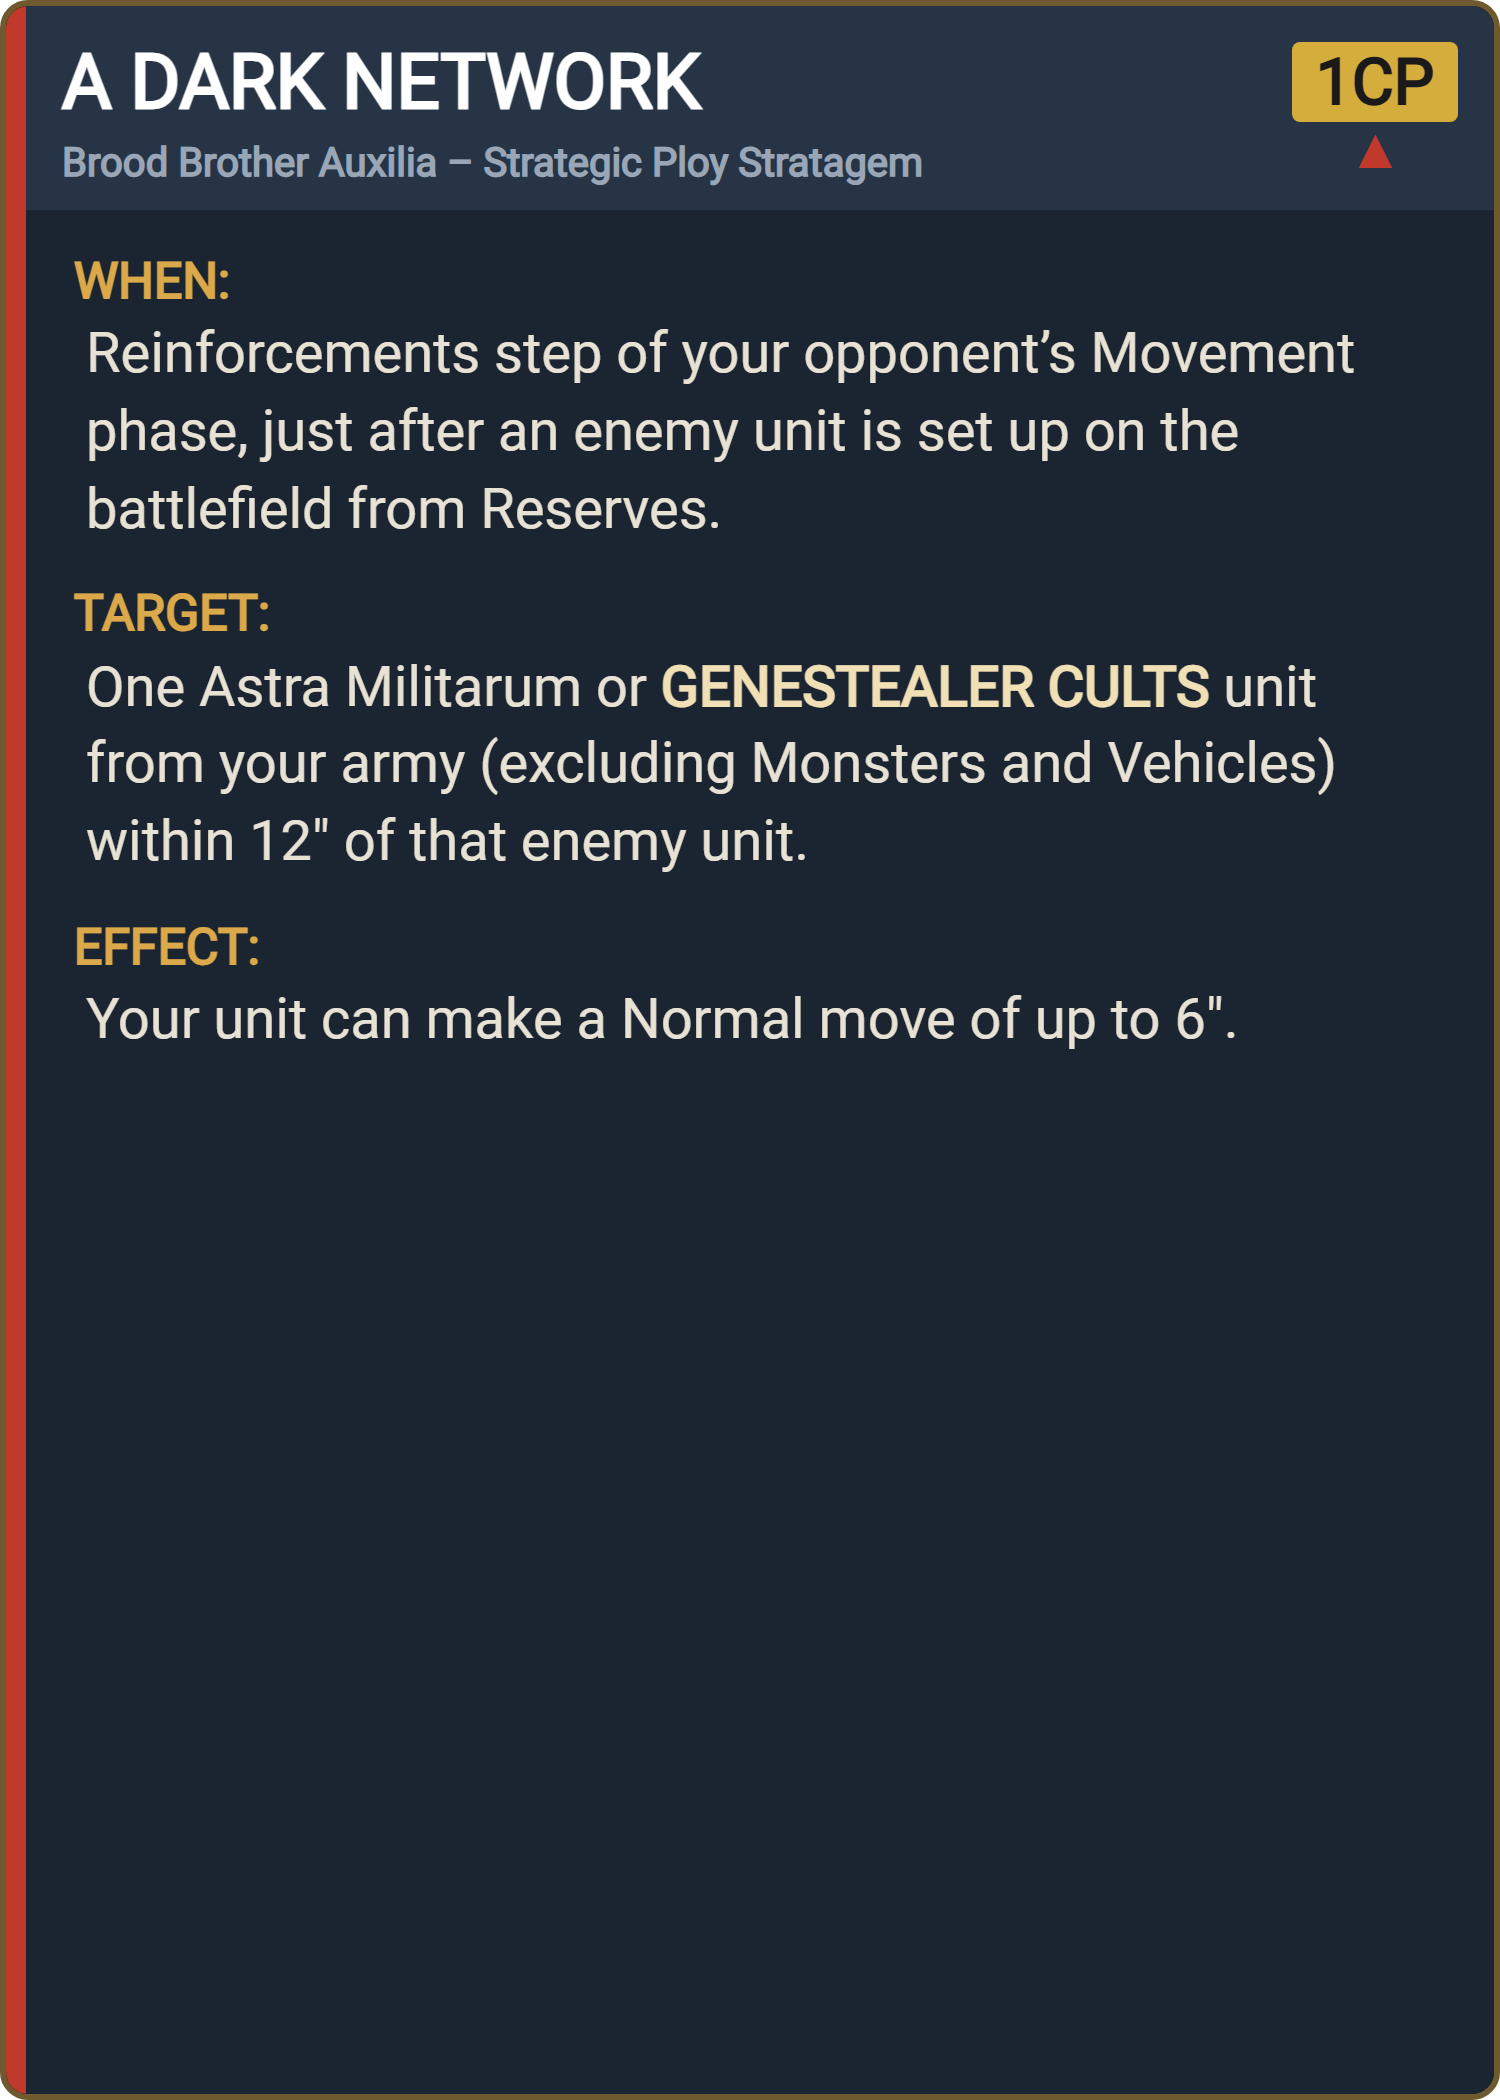 A DARK NETWORK
1CP
Brood Brother Auxilia – Strategic Ploy Stratagem
WHEN:
Reinforcements step of your opponent’s Movement
phase, just after an enemy unit is set up on the
battlefield from Reserves.
TARGET:
One Astra Militarum or GENESTEALER CULTS unit
from your army (excluding Monsters and Vehicles)
within 12" of that enemy unit.
EFFECT:
Your unit can make a Normal move of up to 6".